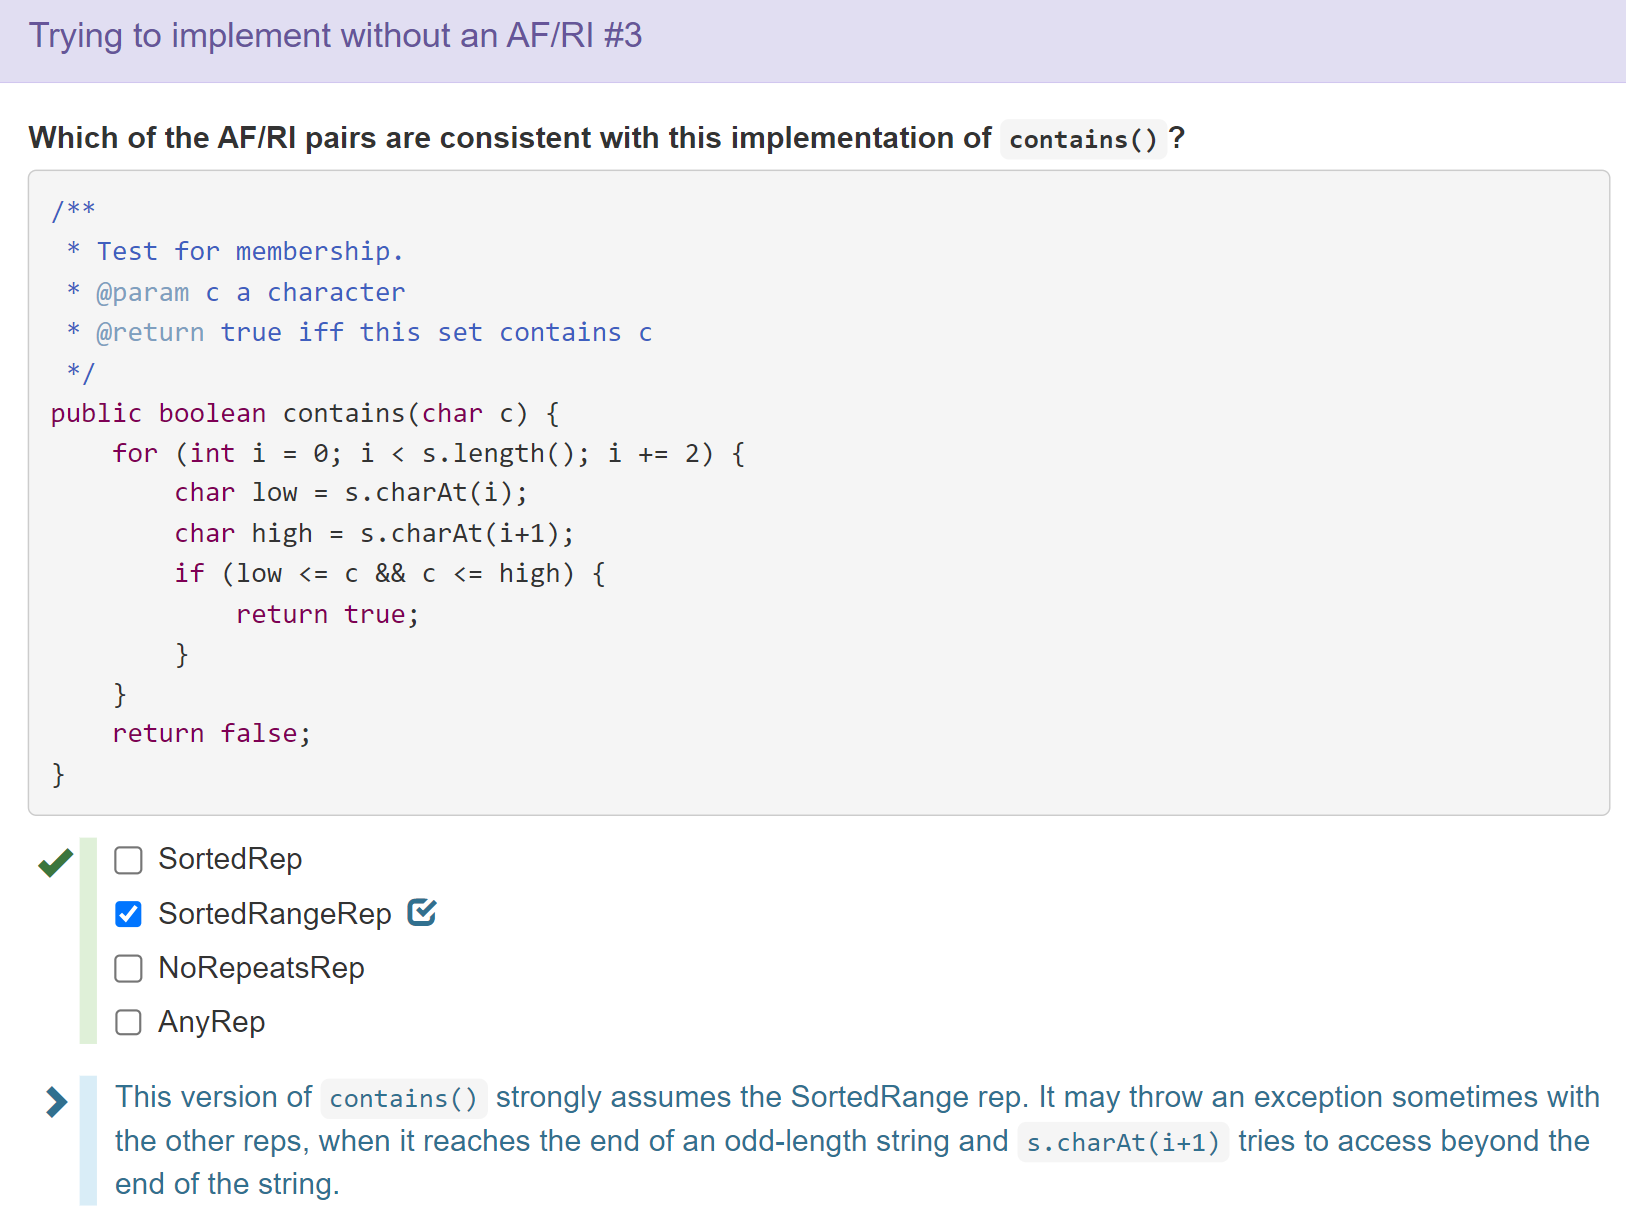 Trying to implement without an AF/RI #3
Which of the AF/RI pairs are consistent with this implementation of contains()?
/**
 * Test for membership.
 * @param c a character
 * @return true iff this set contains c
 */
public boolean contains(char c) {
    for (int i = 0; i < s.length(); i += 2) {
        char low = s.charAt(i);
        char high = s.charAt(i+1);
        if (low <= c && c <= high) {
            return true;
        }
    }
    return false;
}
SortedRep
SortedRangeRep
NoRepeatsRep
AnyRep
This version of contains() strongly assumes the SortedRange rep. It may throw an exception sometimes with
the other reps, when it reaches the end of an odd-length string and s.charAt(i+1) tries to access beyond the
end of the string.